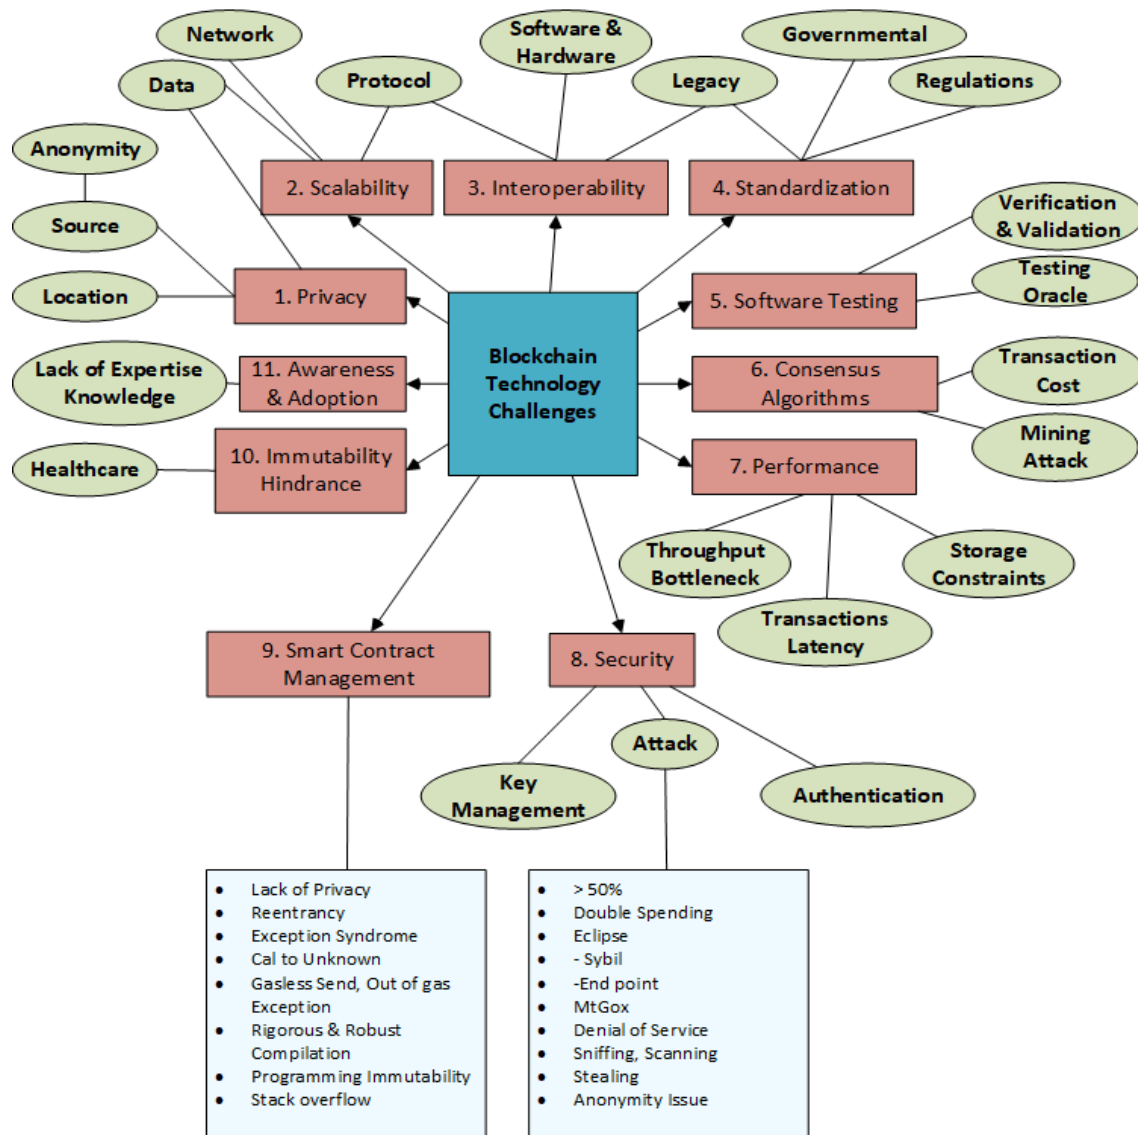 Network
Software &
Hardware
Governmental
Data
Protocol
Legacy
Regulations
Anonymity
2. Scalability
3. Interoperability
4. Standardization
Source
Verification
& Validation
Location
1. Privacy
5. Software Testing
Testing
Oracle
Blockchain
Technology
Challenges
Lack of Expertise
Knowledge
11. Awareness
& Adoption
6. Consensus
Algorithms
Transaction
Cost
Healthcare
10. Immutability
Hindrance
7. Performance
Mining
Attack
Throughput
Bottleneck
Storage
Constraints
Transactions
Latency
9. Smart Contract
Management
8. Security
Attack
Key
Management
Authentication
• Lack of Privacy
• Reentrancy
• Exception Syndrome
• Cal to Unknown
• Gasless Send, Out of gas
Exception
• Rigorous & Robust
Compilation
• Programming Immutability
• Stack overflow
• > 50%
• Double Spending
• Eclipse
• - Sybil
• -End point
• MtGox
• Denial of Service
• Sniffing, Scanning
• Stealing
• Anonymity Issue